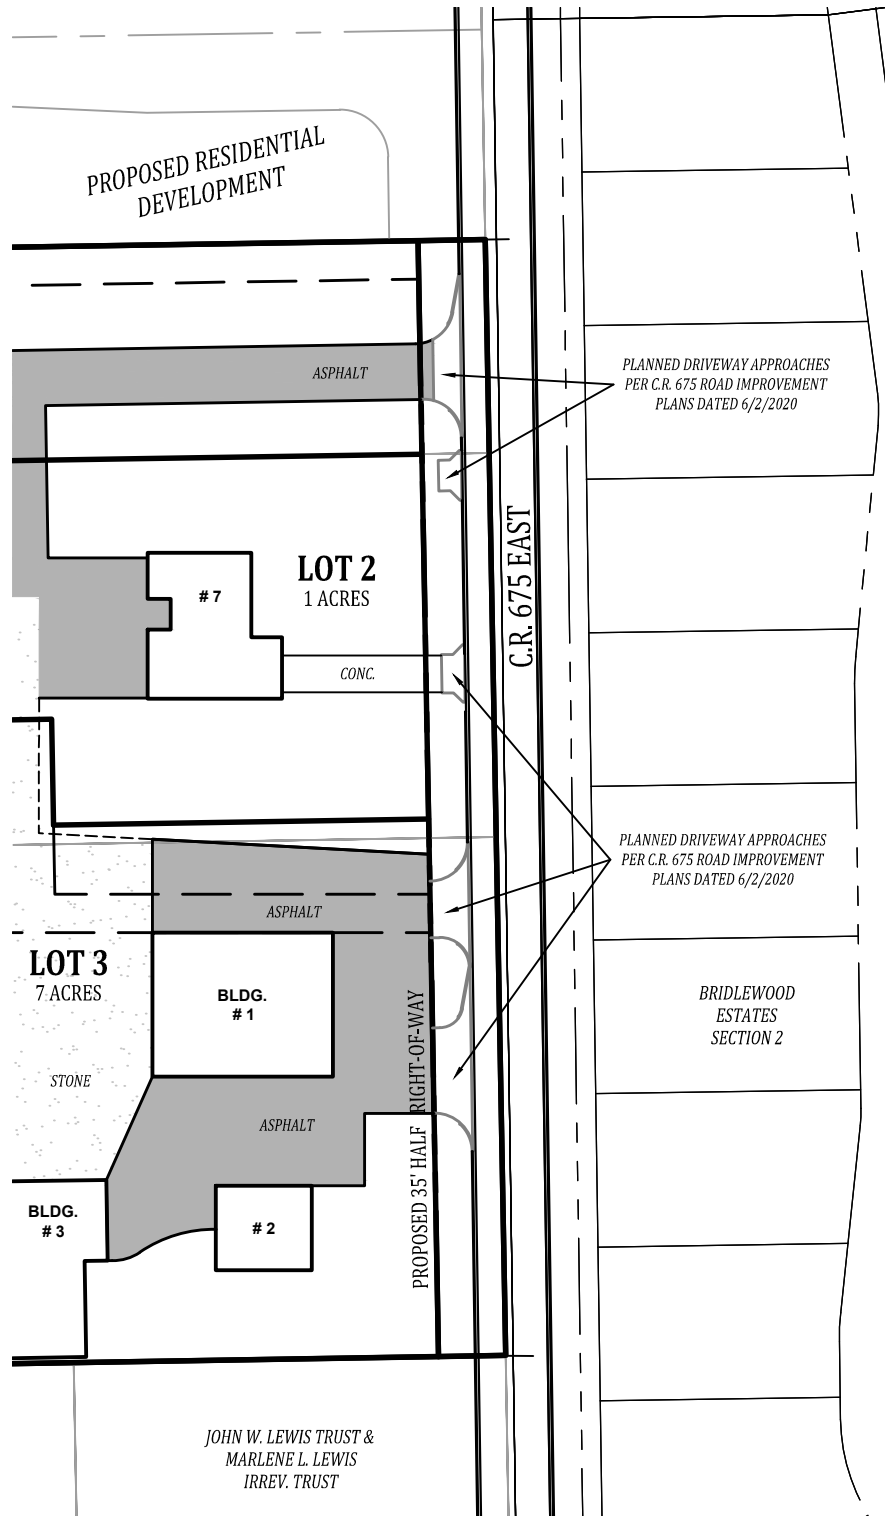 PROPOSED RESIDENTIAL
DEVELOPMENT
ASPHALT
PLANNED DRIVEWAY APPROACHES
PER C.R. 675 ROAD IMPROVEMENT
PLANS DATED 6/2/2020
LOT 2
1 ACRES
# 7
C.R. 675 EAST
CONC.
PLANNED DRIVEWAY APPROACHES
PER C.R. 675 ROAD IMPROVEMENT
PLANS DATED 6/2/2020
ASPHALT
LOT 3
7 ACRES
BLDG.
# 1
BRIDLEWOOD
ESTATES
SECTION 2
STONE
PROPOSED 35' HALF RIGHT-OF-WAY
ASPHALT
BLDG.
# 3
# 2
JOHN W. LEWIS TRUST &
MARLENE L. LEWIS
IRREV. TRUST